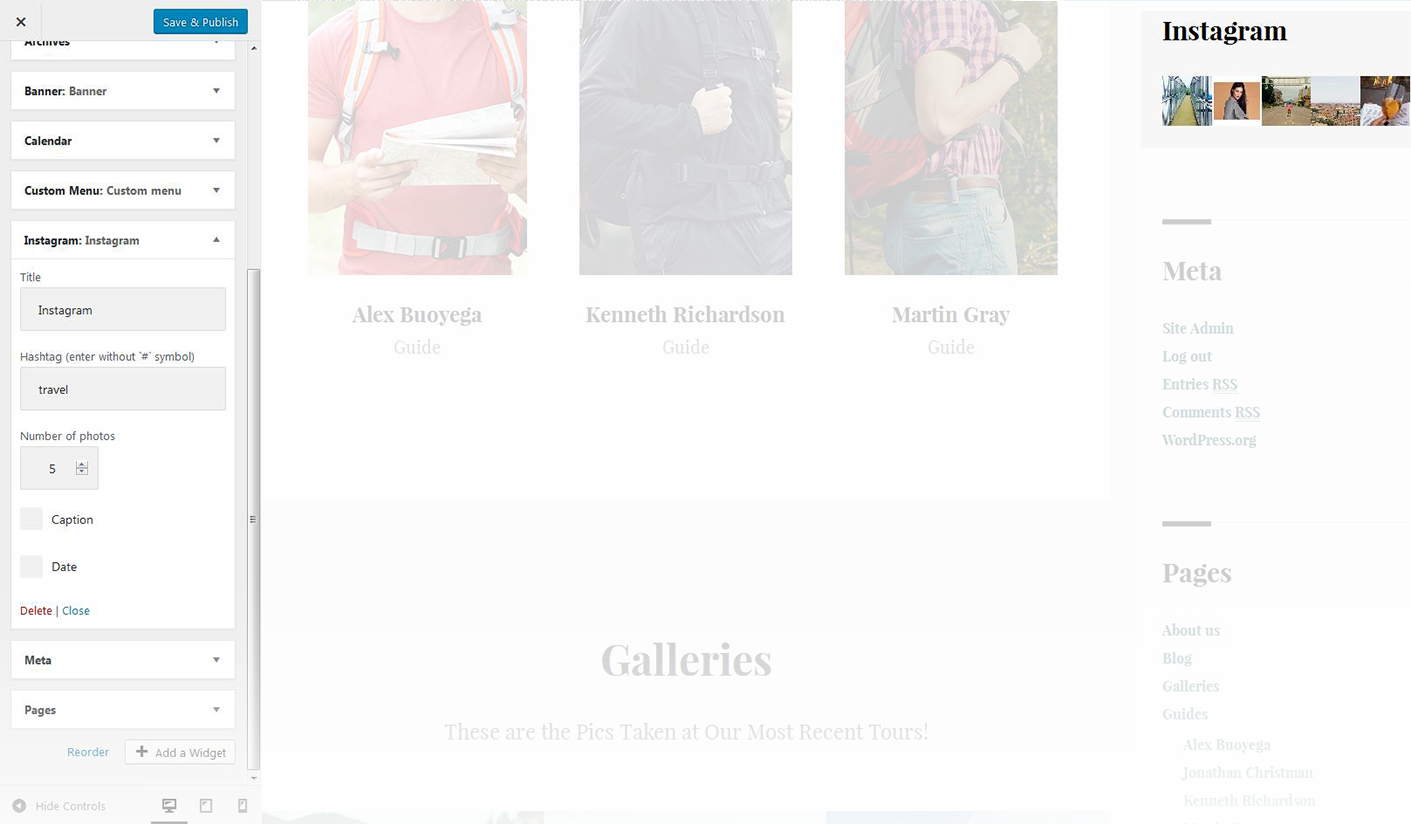 Save & Publish
Archives
Banner: Banner
Calendar
Custom Menu: Custom menu
Instagram: Instagram
Title
Instagram
Hashtag (enter without `#` symbol)
travel
Number of photos
5
Caption
Date
Delete | Close
Meta
Pages
Reorder
Add a Widget
Hide Controls
Alex Buoyega
Guide
Kenneth Richardson
Guide
Martin Gray
Guide
Galleries
These are the Pics Taken at Our Most Recent Tours!
Instagram
Meta
Site Admin
Log out
Entries RSS
Comments RSS
WordPress.org
Pages
About us
Blog
Galleries
Guides
Alex Buoyega
Jonathan Christman
Kenneth Richardson